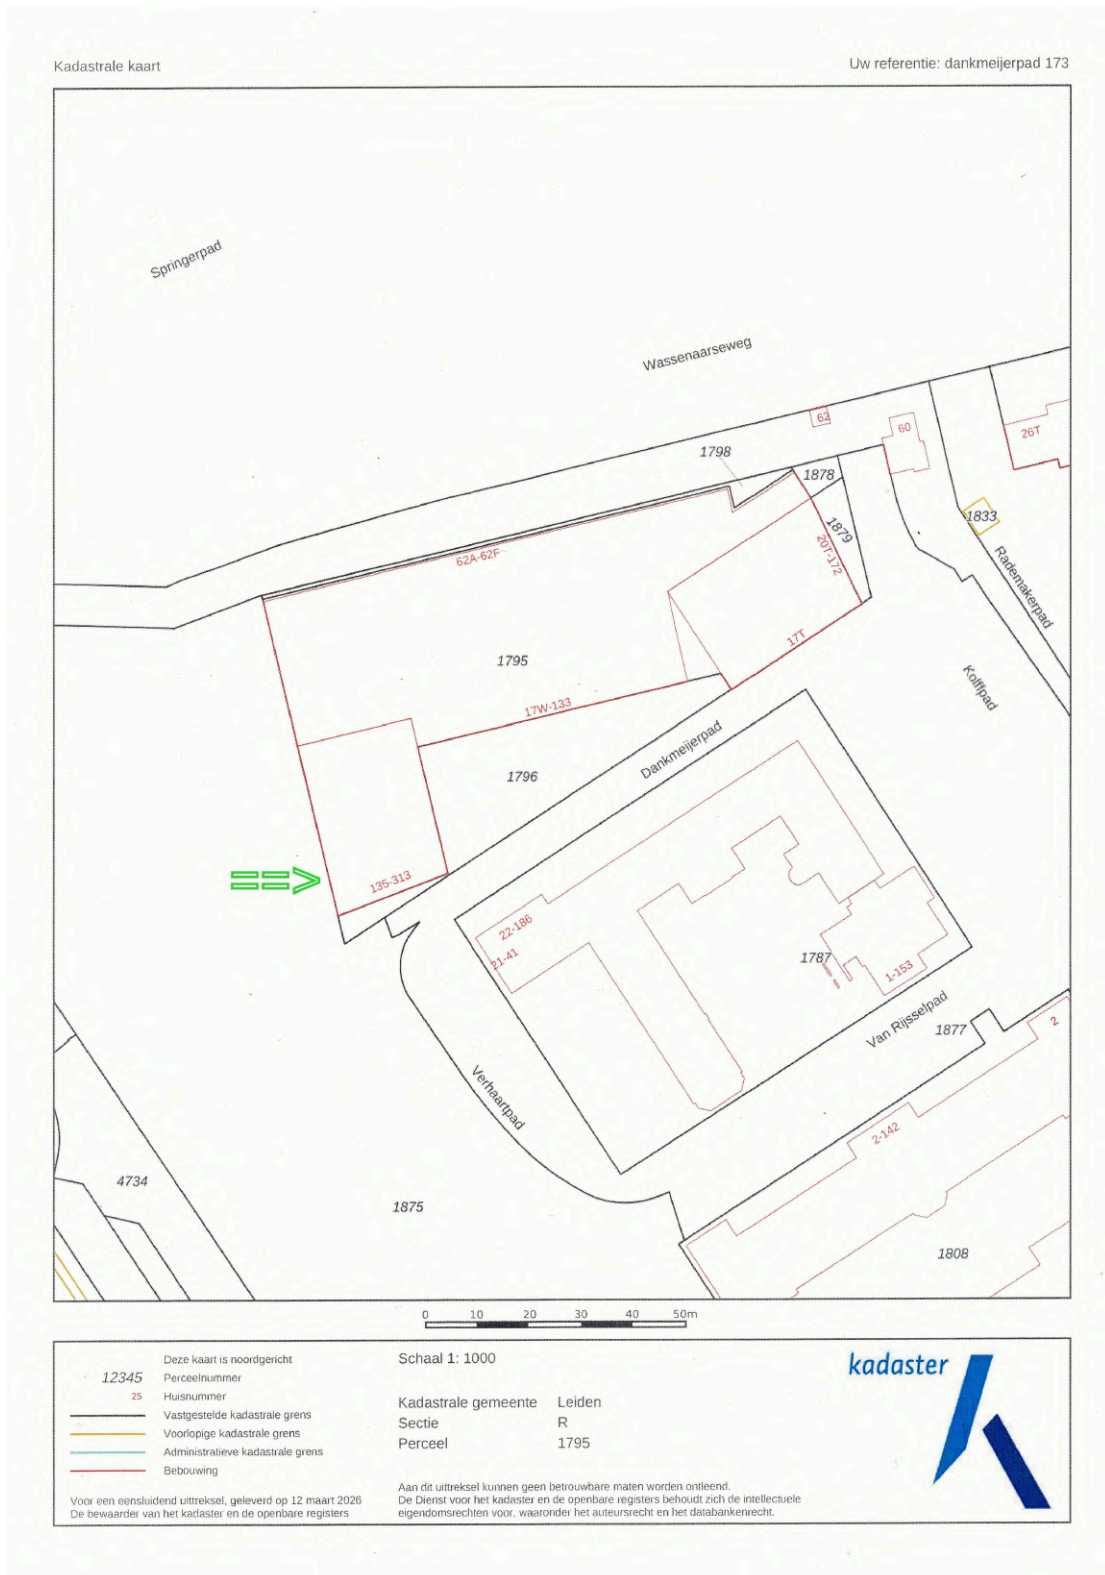 Kadastrale kaart
Uw referentie: dankmeijerpad 173
Springerpad
Wassenaarseweg
62
60
26T
1798
1878
1833
1879
62A-62F
20T-172
Rademakerpad
17T
1795
Kolffpad
17W-133
Dankmeijerpad
1796
135-313
22-186
21-41
1787
1-153
Van Rijsselpad
1877
2
Verhaartpad
2-142
4734
1875
1808
0 10 20 30 40 50m
Deze kaart is noordgericht
12345 Perceelnummer
25 Huisnummer
Vastgestelde kadastrale grens
Voorlopige kadastrale grens
Administratieve kadastrale grens
Bebouwing
Voor een eensluidend uittreksel, geleverd op 12 maart 2026
De bewaarder van het kadaster en de openbare registers
Schaal 1: 1000
Kadastrale gemeente Leiden
Sectie R
Perceel 1795
Aan dit uittreksel kunnen geen betrouwbare maten worden ontleend.
De Dienst voor het kadaster en de openbare registers behoudt zich de intellectuele
eigendomsrechten voor, waaronder het auteursrecht en het databankenrecht.
kadaster